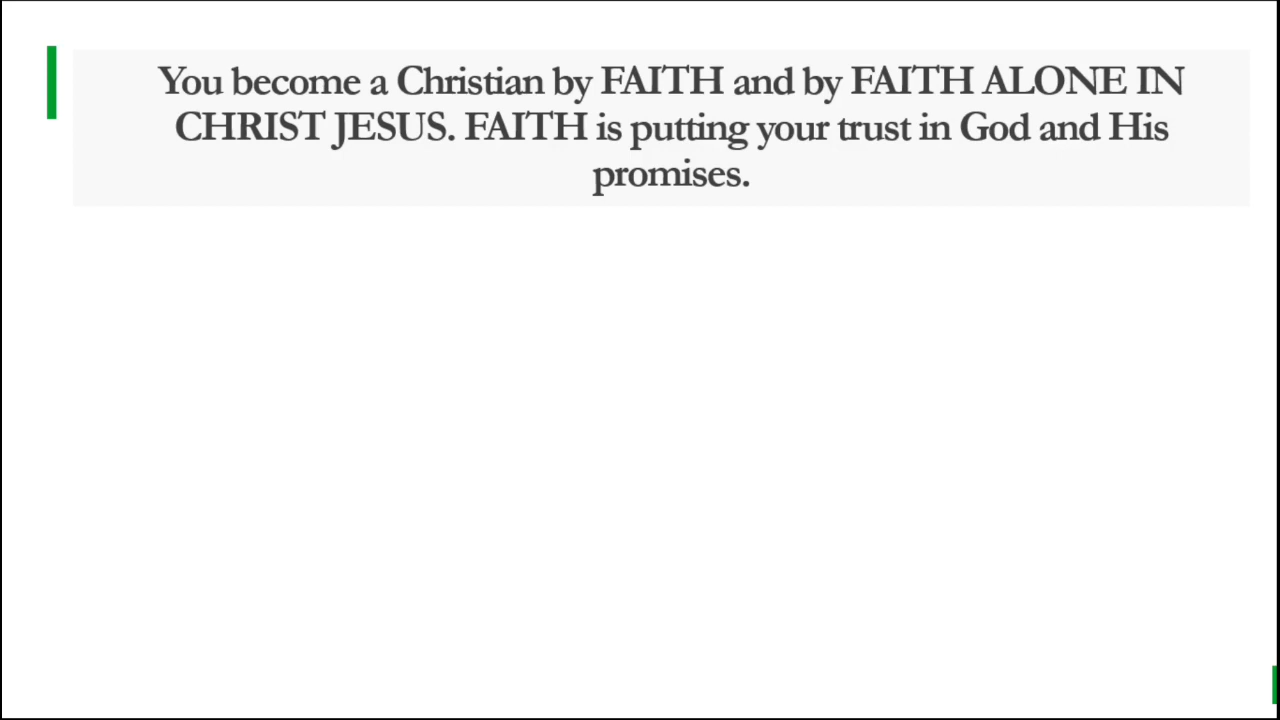 You become a Christian by FAITH and by FAITH ALONE IN
CHRIST JESUS. FAITH is putting your trust in God and His
promises.